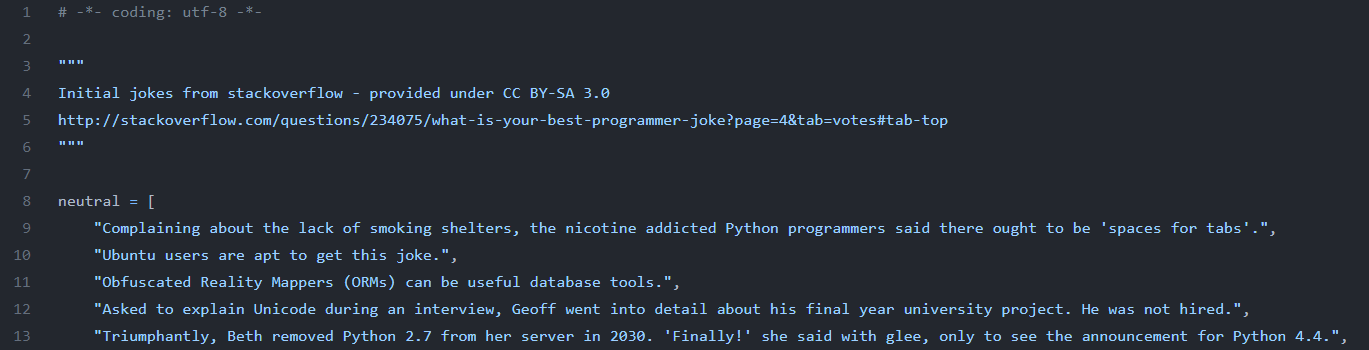 1 # -*- coding: utf-8 -*-
2
3 """
4 Initial jokes from stackoverflow - provided under CC BY-SA 3.0
5 http://stackoverflow.com/questions/234075/what-is-your-best-programmer-joke?page=4&tab=votes#tab-top
6 """
7
8 neutral = [
9 "Complaining about the lack of smoking shelters, the nicotine addicted Python programmers said there ought to be 'spaces for tabs'.",
10 "Ubuntu users are apt to get this joke.",
11 "Obfuscated Reality Mappers (ORMs) can be useful database tools.",
12 "Asked to explain Unicode during an interview, Geoff went into detail about his final year university project. He was not hired.",
13 "Triumphantly, Beth removed Python 2.7 from her server in 2030. 'Finally!' she said with glee, only to see the announcement for Python 4.4.",